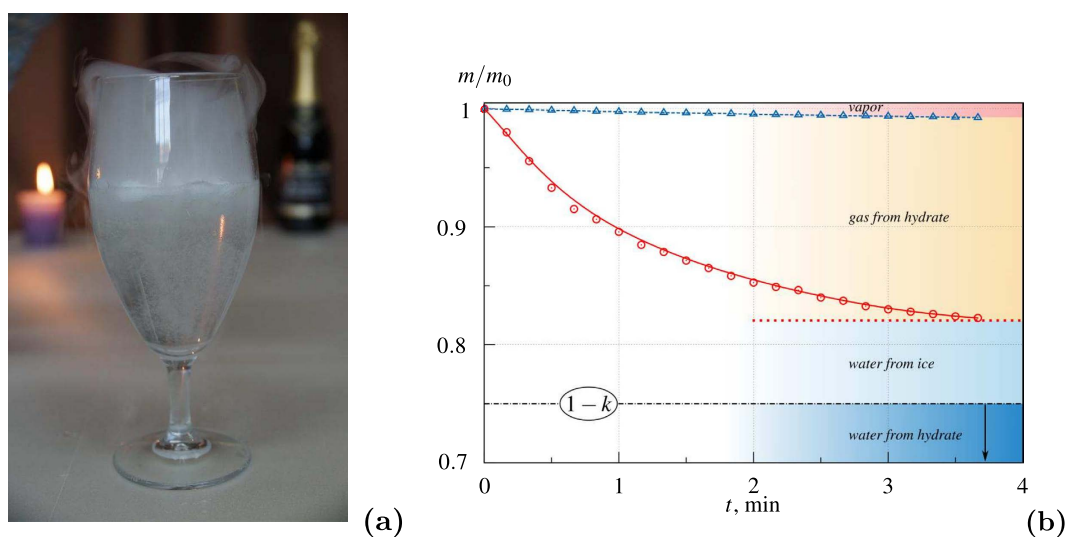 m/m₀
1
0.9
0.8
0.7
vapor
gas from hydrate
water from ice
1 − k
water from hydrate
0 1 2 3 4
t, min
(a)
(b)